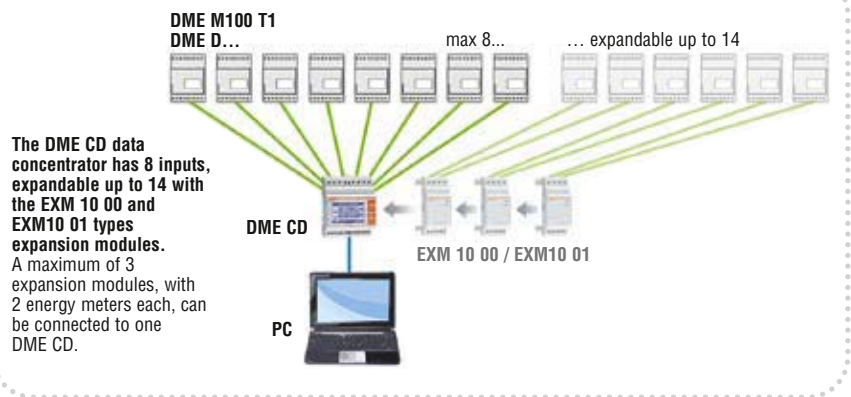 DME M100 T1
DME D...
max 8...
... expandable up to 14
The DME CD data
concentrator has 8 inputs,
expandable up to 14 with
the EXM 10 00 and
EXM10 01 types
expansion modules.
A maximum of 3
expansion modules, with
2 energy meters each, can
be connected to one
DME CD.
DME CD
EXM 10 00 / EXM10 01
PC